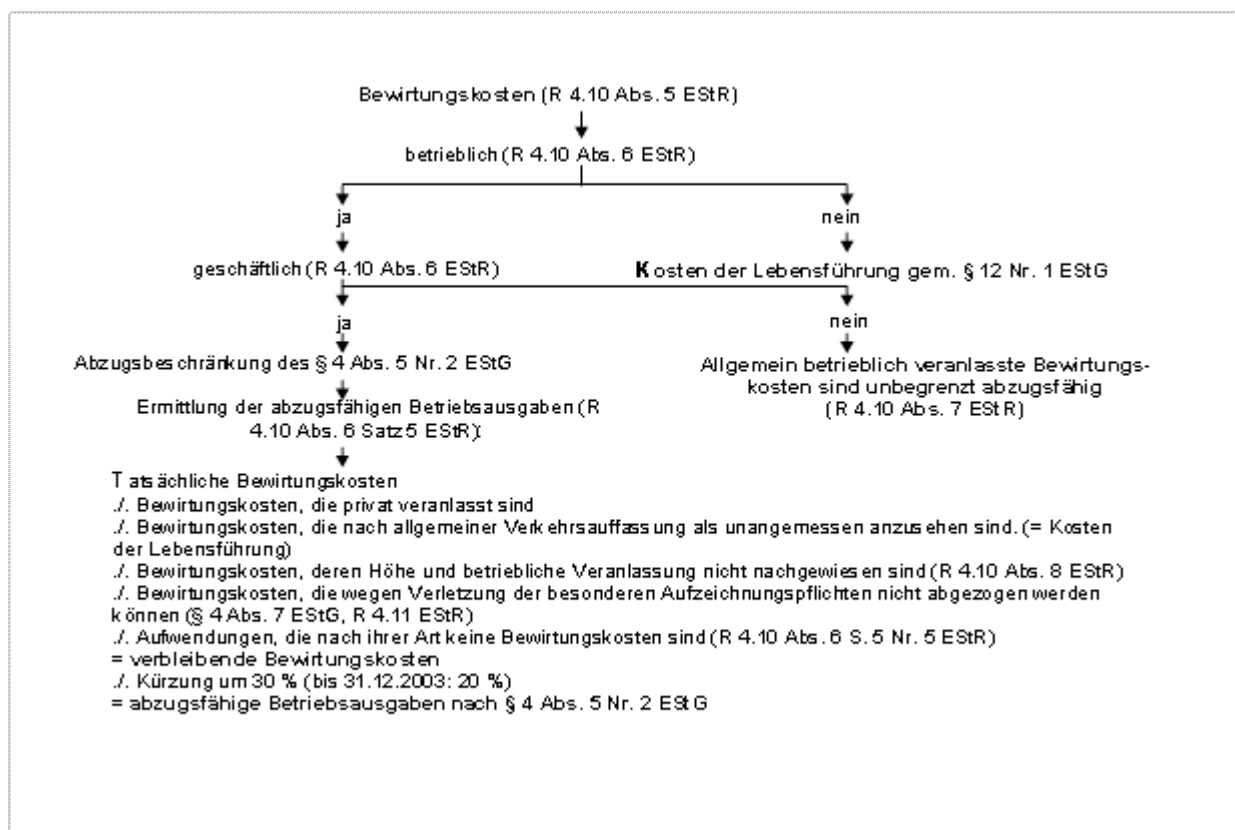 Bewirtungskosten (R 4.10 Abs. 5 EStR)
betrieblich (R 4.10 Abs. 6 EStR)
ja
nein
geschäftlich (R 4.10 Abs. 6 EStR)
Kosten der Lebensführung gem. § 12 Nr. 1 EStG
ja
nein
Abzugsbeschränkung des § 4 Abs. 5 Nr. 2 EStG
Allgemein betrieblich veranlasste Bewirtungs-
kosten sind unbegrenzt abzugsfähig
(R 4.10 Abs. 7 EStR)
Ermittlung der abzugsfähigen Betriebsausgaben (R
4.10 Abs. 6 Satz 5 EStR):
Tatsächliche Bewirtungskosten
./. Bewirtungskosten, die privat veranlasst sind
./. Bewirtungskosten, die nach allgemeiner Verkehrsauffassung als unangemessen anzusehen sind. (= Kosten
der Lebensführung)
./. Bewirtungskosten, deren Höhe und betriebliche Veranlassung nicht nachgewiesen sind (R 4.10 Abs. 8 EStR)
./. Bewirtungskosten, die wegen Verletzung der besonderen Aufzeichnungspflichten nicht abgezogen werden
können (§ 4 Abs. 7 EStG, R 4.11 EStR)
./. Aufwendungen, die nach ihrer Art keine Bewirtungskosten sind (R 4.10 Abs. 6 S. 5 Nr. 5 EStR)
= verbleibende Bewirtungskosten
./. Kürzung um 30 % (bis 31.12.2003: 20 %)
= abzugsfähige Betriebsausgaben nach § 4 Abs. 5 Nr. 2 EStG